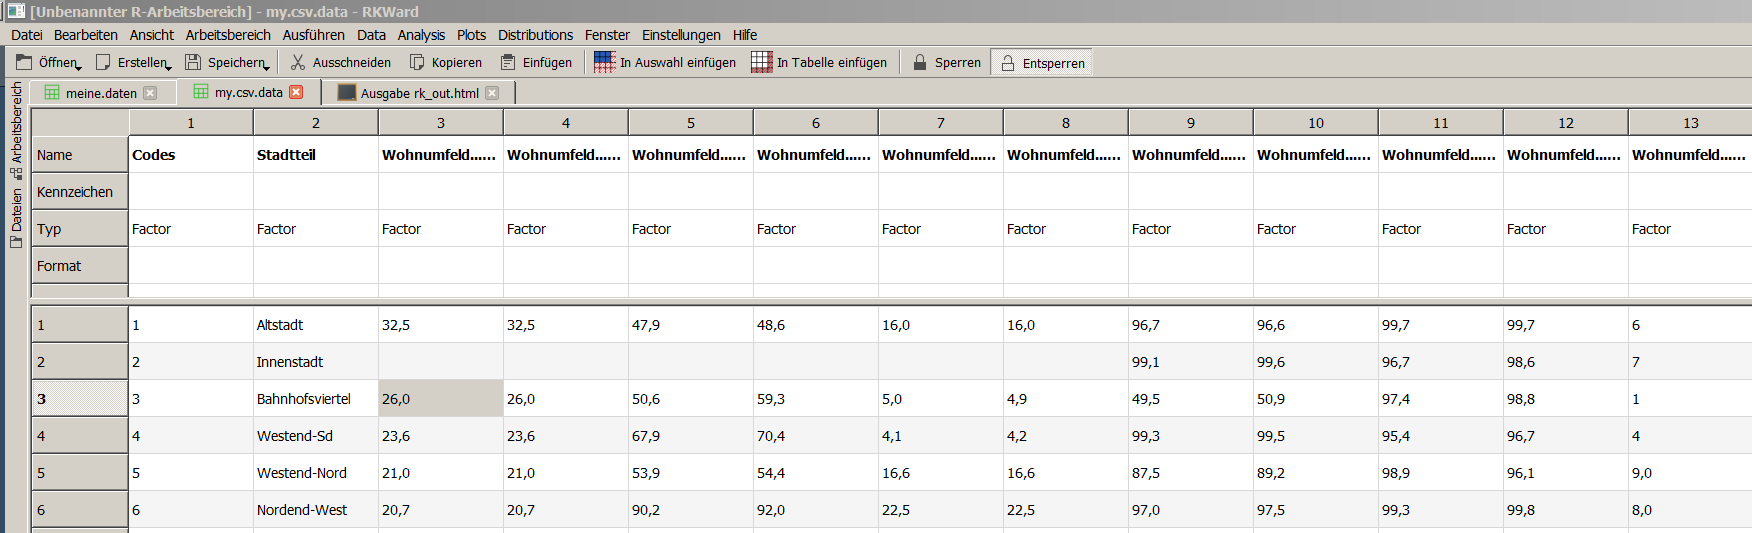 [Unbenannter R-Arbeitsbereich] - my.csv.data - RKWard
Datei Bearbeiten Ansicht Arbeitsbereich Ausführen Data Analysis Plots Distributions Fenster Einstellungen Hilfe
Öffnen Erstellen Speichern Ausschneiden Kopieren Einfügen In Auswahl einfügen In Tabelle einfügen Sperren Entsperren
Arbeitsbereich
Dateien
meine.daten my.csv.data Ausgabe rk_out.html
1 2 3 4 5 6 7 8 9 10 11 12 13
Name Codes Stadtteil Wohnumfeld...... Wohnumfeld...... Wohnumfeld...... Wohnumfeld...... Wohnumfeld...... Wohnumfeld...... Wohnumfeld...... Wohnumfeld...... Wohnumfeld...... Wohnumfeld...... Wohnumfeld......
Kennzeichen
Typ Factor Factor Factor Factor Factor Factor Factor Factor Factor Factor Factor Factor Factor
Format
1 1 Altstadt 32,5 32,5 47,9 48,6 16,0 16,0 96,7 96,6 99,7 99,7 6
2 2 Innenstadt 99,1 99,6 96,7 98,6 7
3 3 Bahnhofsviertel 26,0 26,0 50,6 59,3 5,0 4,9 49,5 50,9 97,4 98,8 1
4 4 Westend-Sd 23,6 23,6 67,9 70,4 4,1 4,2 99,3 99,5 95,4 96,7 4
5 5 Westend-Nord 21,0 21,0 53,9 54,4 16,6 16,6 87,5 89,2 98,9 96,1 9,0
6 6 Nordend-West 20,7 20,7 90,2 92,0 22,5 22,5 97,0 97,5 99,3 99,8 8,0